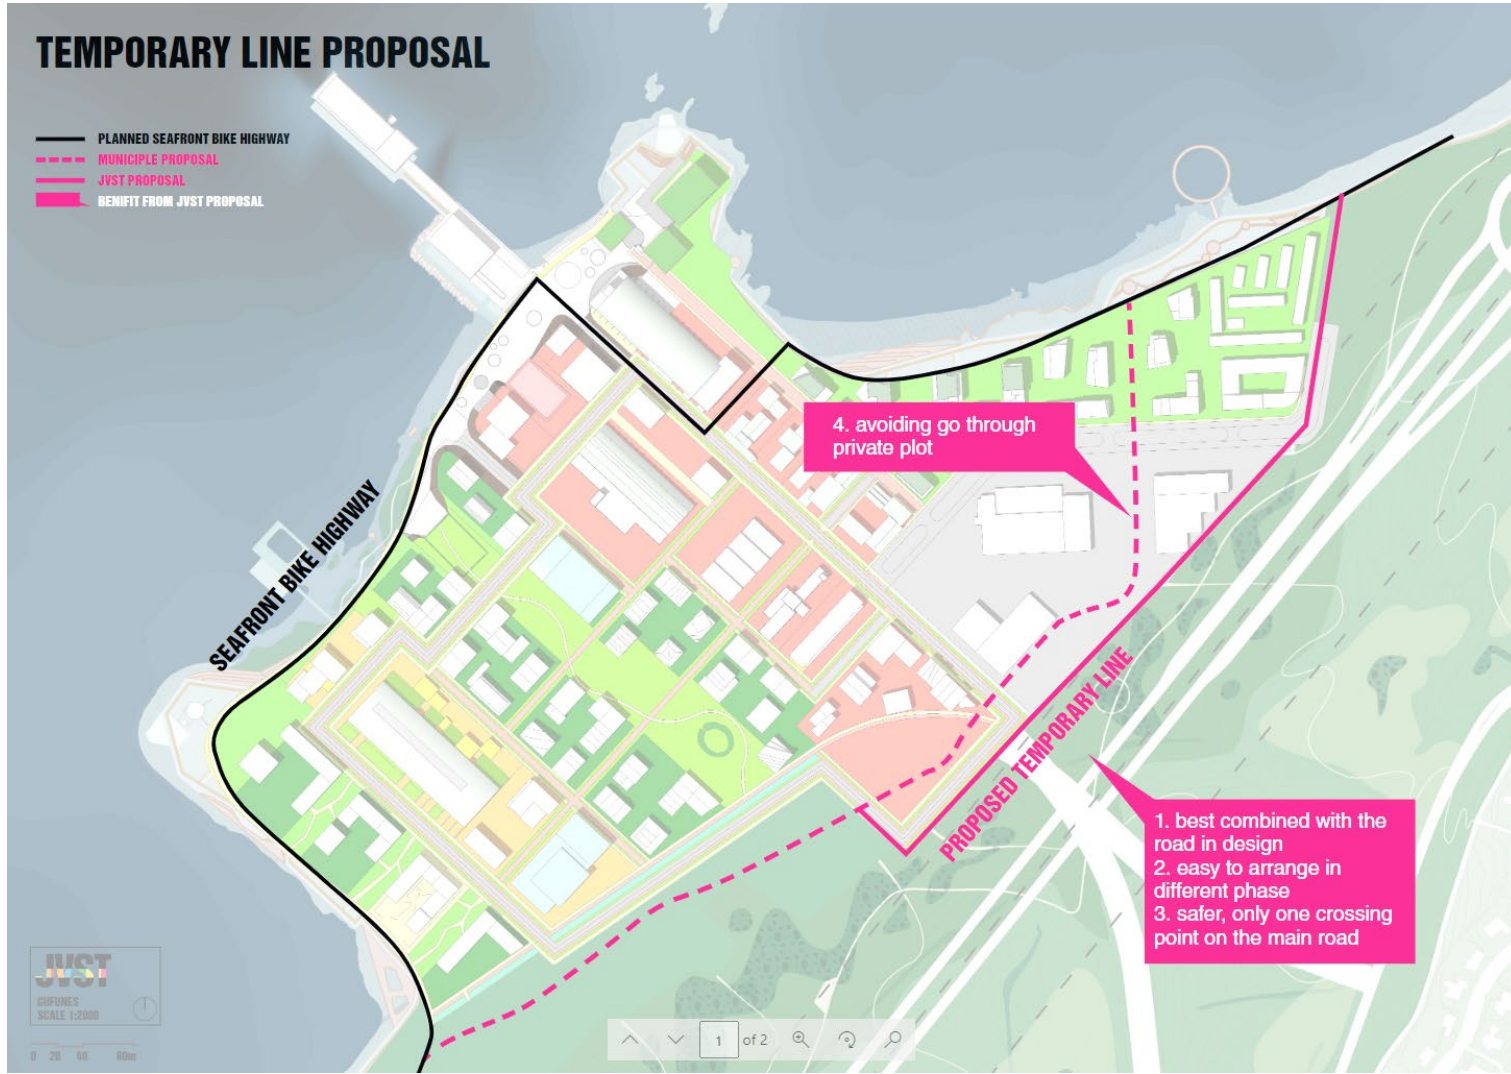 TEMPORARY LINE PROPOSAL
PLANNED SEAFRONT BIKE HIGHWAY
MUNICIPLE PROPOSAL
JVST PROPOSAL
BENIFIT FROM JVST PROPOSAL
4. avoiding go through
private plot
SEAFRONT BIKE HIGHWAY
PROPOSED TEMPORARY LINE
1. best combined with the
road in design
2. easy to arrange in
different phase
3. safer, only one crossing
point on the main road
JVST
GUFUNES
SCALE 1:2000
0 20 40 80m
1 of 2